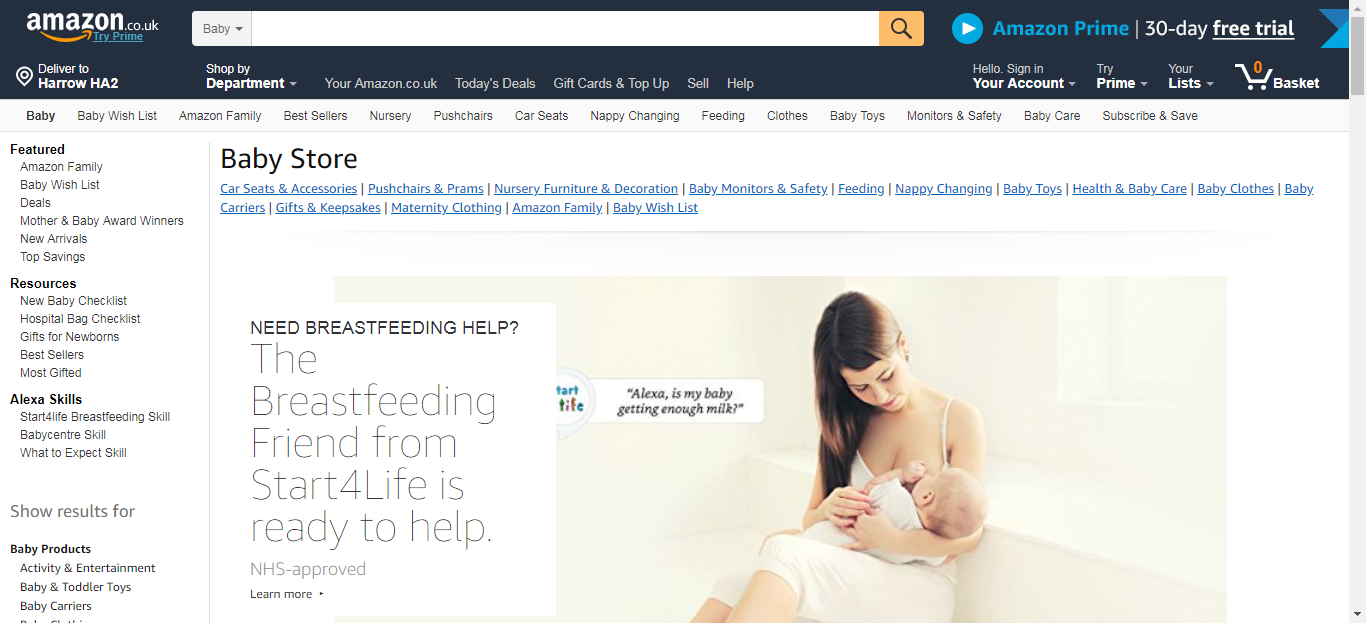 amazon.co.uk
Try Prime
Baby
Amazon Prime | 30-day free trial
Deliver to
Harrow HA2
Shop by
Department
Your Amazon.co.uk Today's Deals Gift Cards & Top Up Sell Help
Hello. Sign in
Your Account
Try
Prime
Your
Lists
0
Basket
Baby Baby Wish List Amazon Family Best Sellers Nursery Pushchairs Car Seats Nappy Changing Feeding Clothes Baby Toys Monitors & Safety Baby Care Subscribe & Save
Featured
Amazon Family
Baby Wish List
Deals
Mother & Baby Award Winners
New Arrivals
Top Savings
Resources
New Baby Checklist
Hospital Bag Checklist
Gifts for Newborns
Best Sellers
Most Gifted
Alexa Skills
Start4life Breastfeeding Skill
Babycentre Skill
What to Expect Skill
Show results for
Baby Products
Activity & Entertainment
Baby & Toddler Toys
Baby Carriers
Baby Store
Car Seats & Accessories | Pushchairs & Prams | Nursery Furniture & Decoration | Baby Monitors & Safety | Feeding | Nappy Changing | Baby Toys | Health & Baby Care | Baby Clothes | Baby
Carriers | Gifts & Keepsakes | Maternity Clothing | Amazon Family | Baby Wish List
NEED BREASTFEEDING HELP?
The
Breastfeeding
Friend from
Start4Life is
ready to help.
NHS-approved
Learn more
"Alexa, is my baby
getting enough milk?"